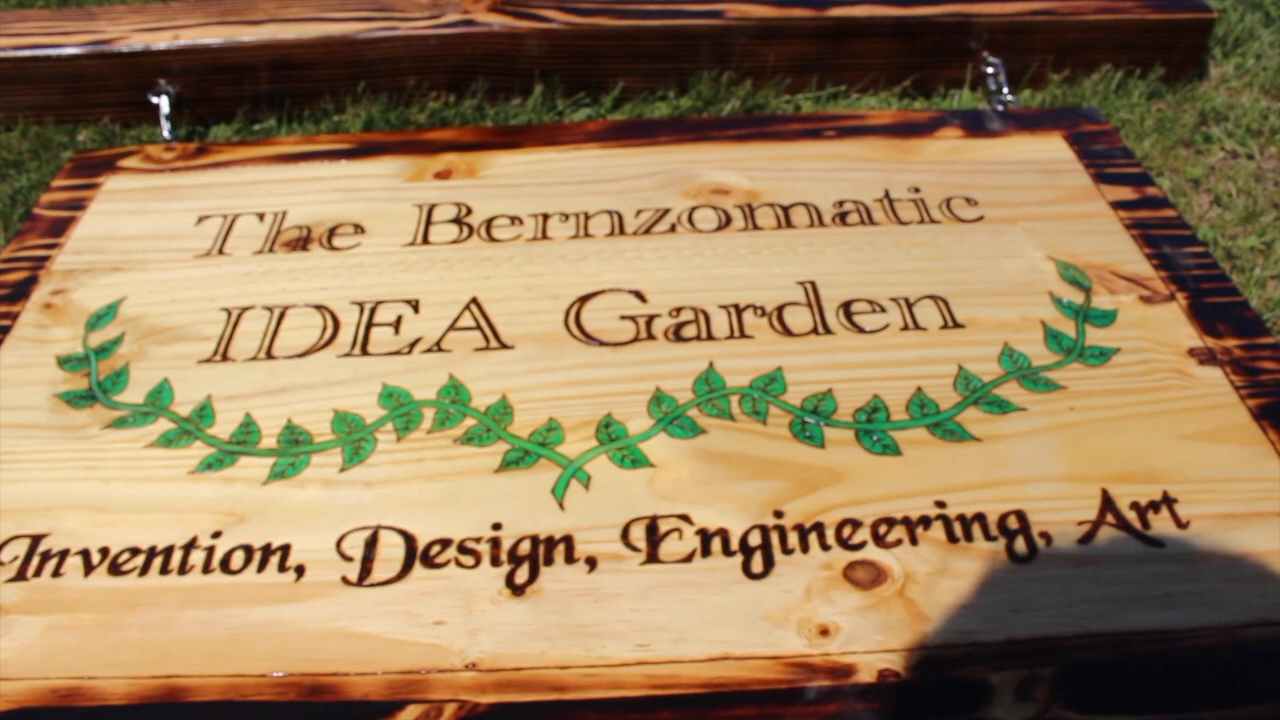 The Bernzomatic
IDEA Garden
Invention, Design, Engineering, Art